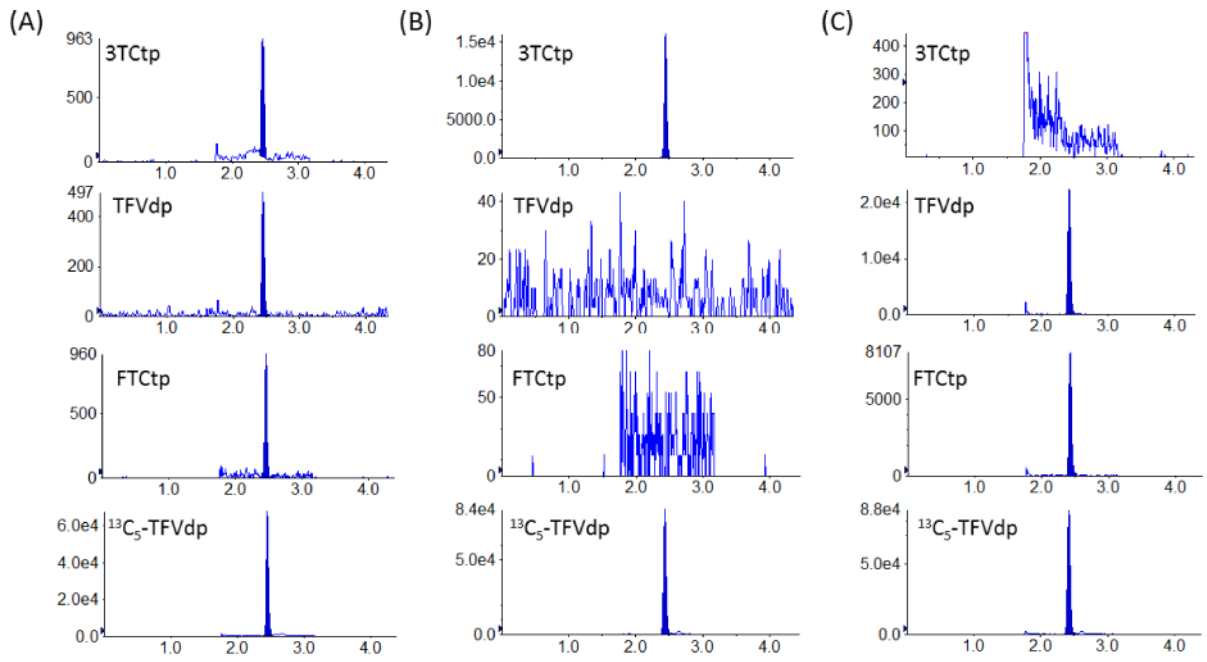 (A) (B) (C)
963
3TCtp
500
0
1.0 2.0 3.0 4.0
497
TFVdp
400
200
0
1.0 2.0 3.0 4.0
960
FTCtp
500
0
1.0 2.0 3.0 4.0
6.0e4
¹³C₅-TFVdp
4.0e4
2.0e4
0.0
1.0 2.0 3.0 4.0
1.5e4
3TCtp
1.0e4
5000.0
0.0
1.0 2.0 3.0 4.0
40
TFVdp
20
0
1.0 2.0 3.0 4.0
80
FTCtp
50
0
1.0 2.0 3.0 4.0
8.4e4
¹³C₅-TFVdp
5.0e4
0.0
1.0 2.0 3.0 4.0
400
3TCtp
300
200
100
1.0 2.0 3.0 4.0
2.0e4
TFVdp
1.0e4
0.0
1.0 2.0 3.0 4.0
8107
FTCtp
5000
0
1.0 2.0 3.0 4.0
8.8e4
¹³C₅-TFVdp
5.0e4
0.0
1.0 2.0 3.0 4.0